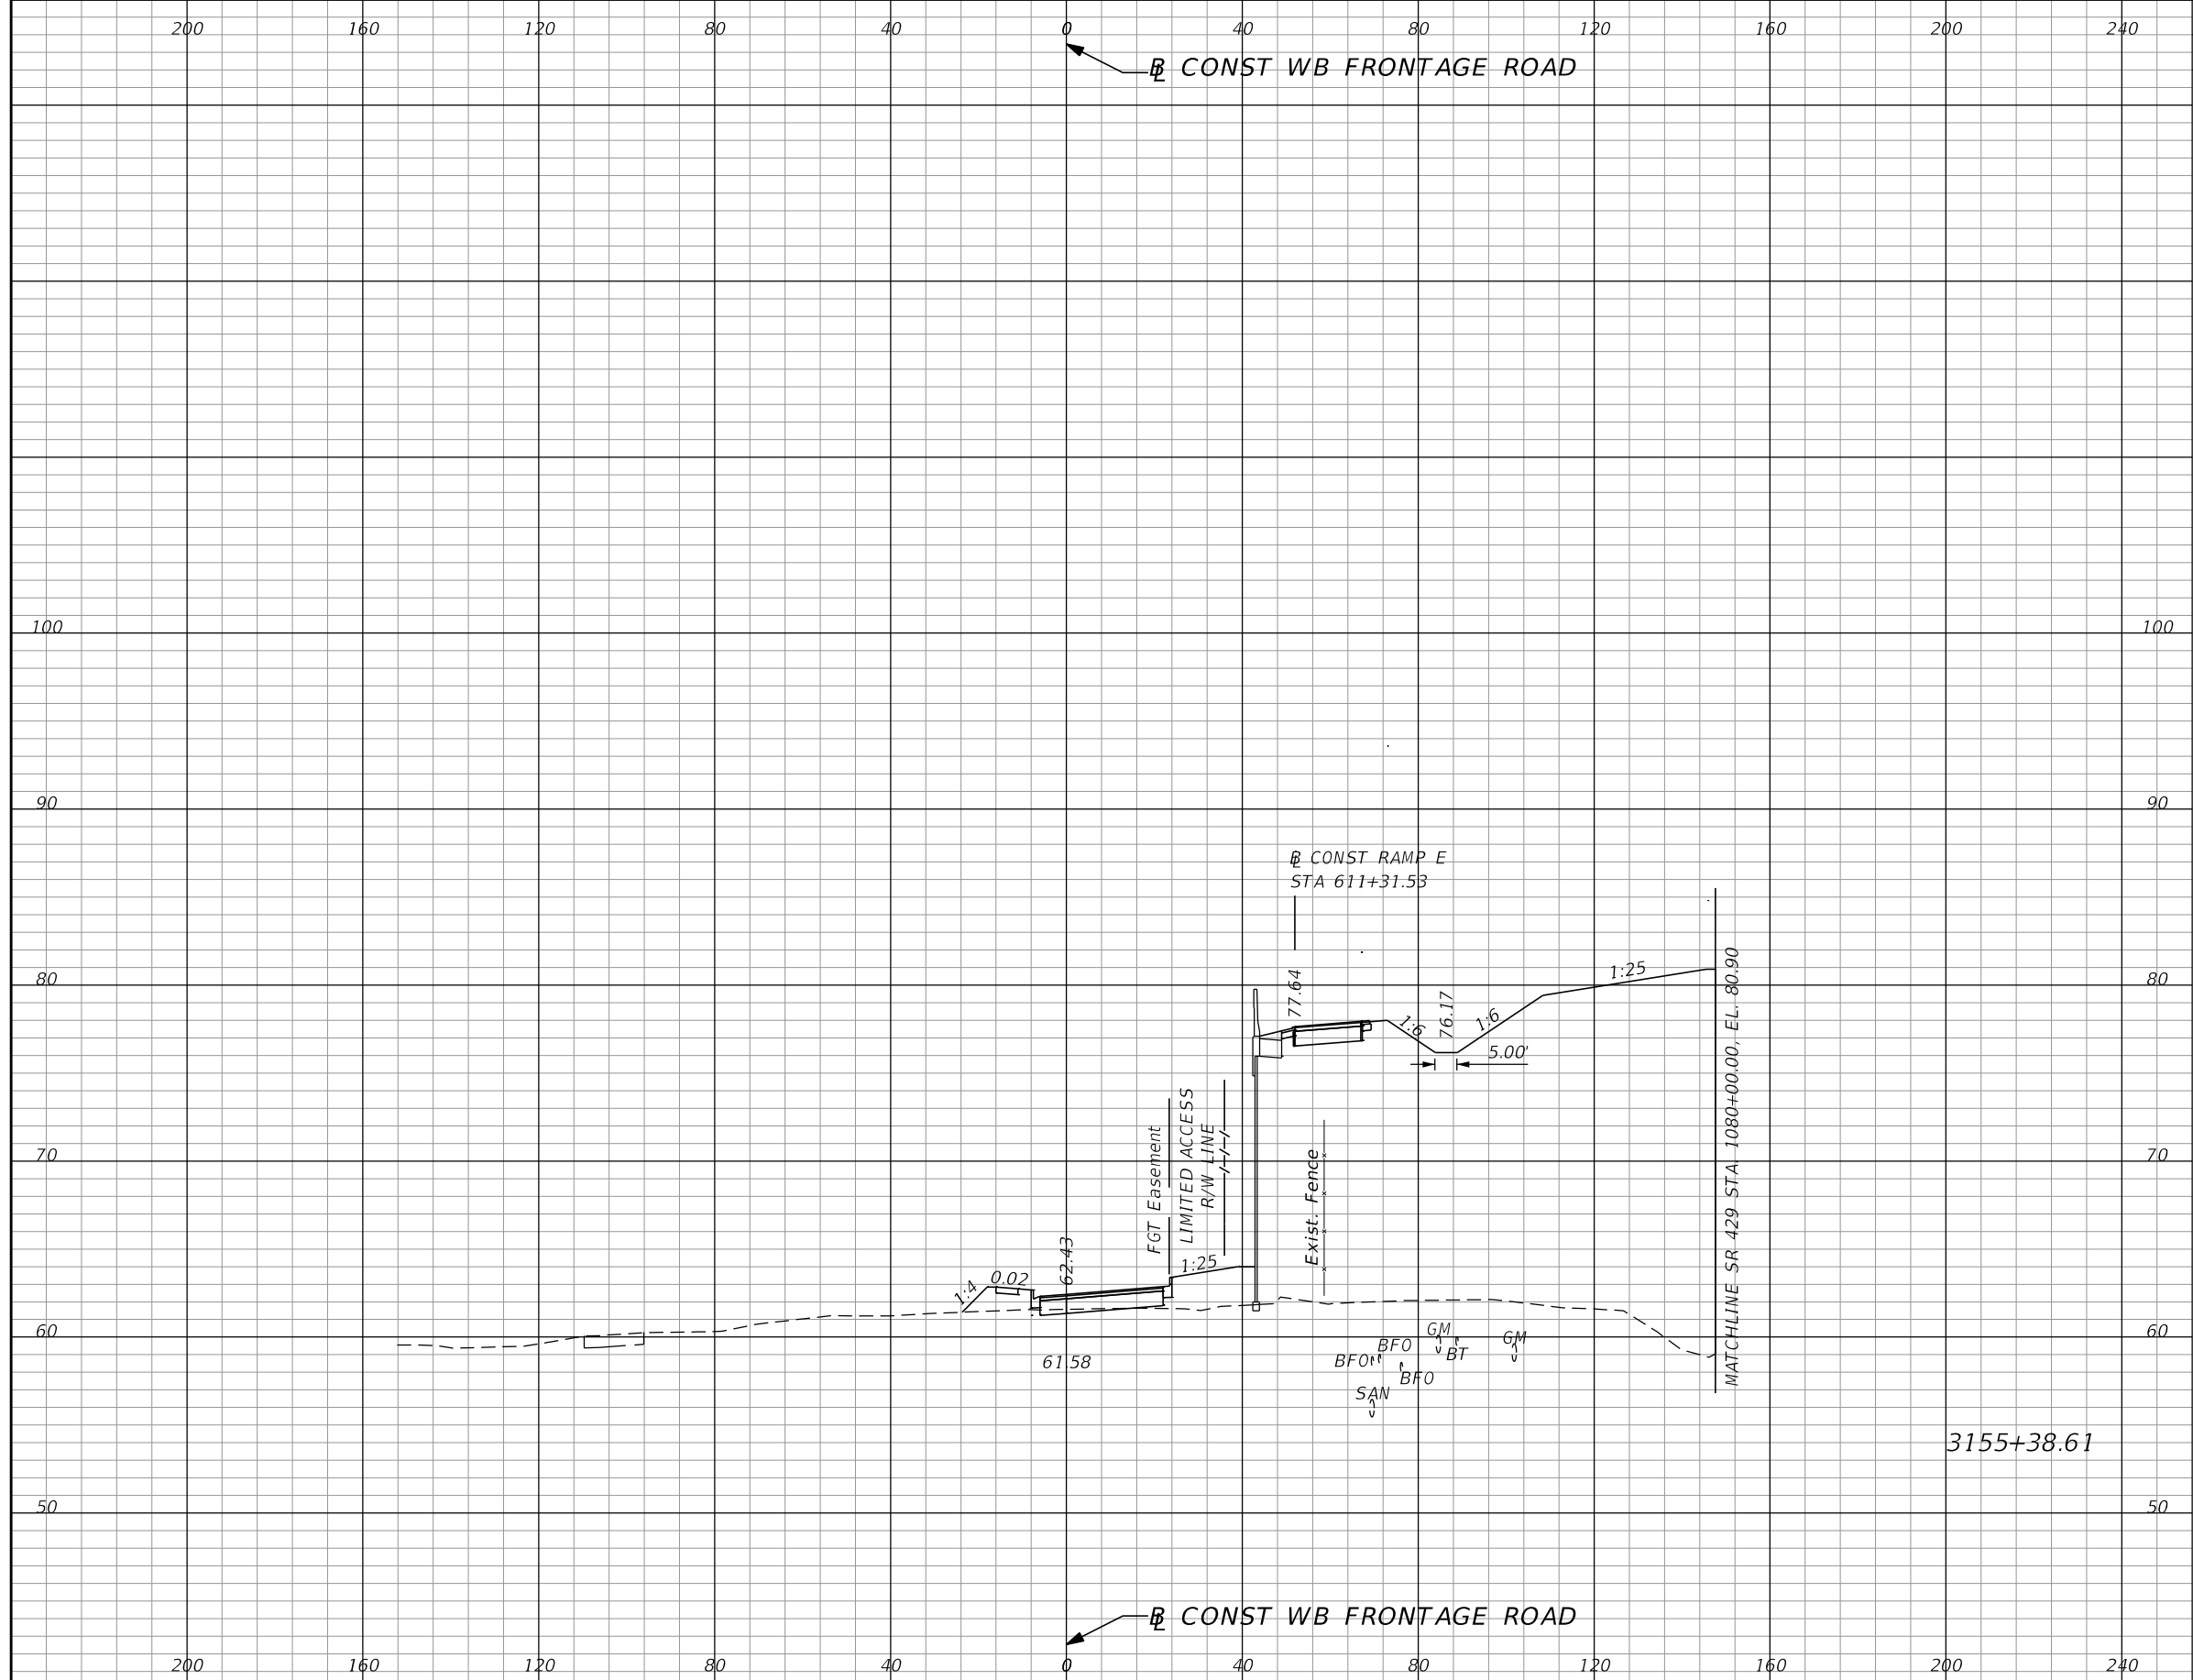 200 160 120 80 40 0 40 80 120 160 200 240
℄ CONST WB FRONTAGE ROAD
100 100
90 90
℄ CONST RAMP E
STA 611+31.53
80 80
77.64
1:6
76.17
1:6
1:25
5.00'
MATCHLINE SR 429 STA. 1080+00.00, EL. 80.90
70 70
FGT Easement
LIMITED ACCESS
R/W LINE
Exist. Fence
1:4
0.02
62.43
1:25
60 60
61.58
BFO
BFO
BFO
GM
BT
GM
SAN
3155+38.61
50 50
℄ CONST WB FRONTAGE ROAD
200 160 120 80 40 0 40 80 120 160 200 240